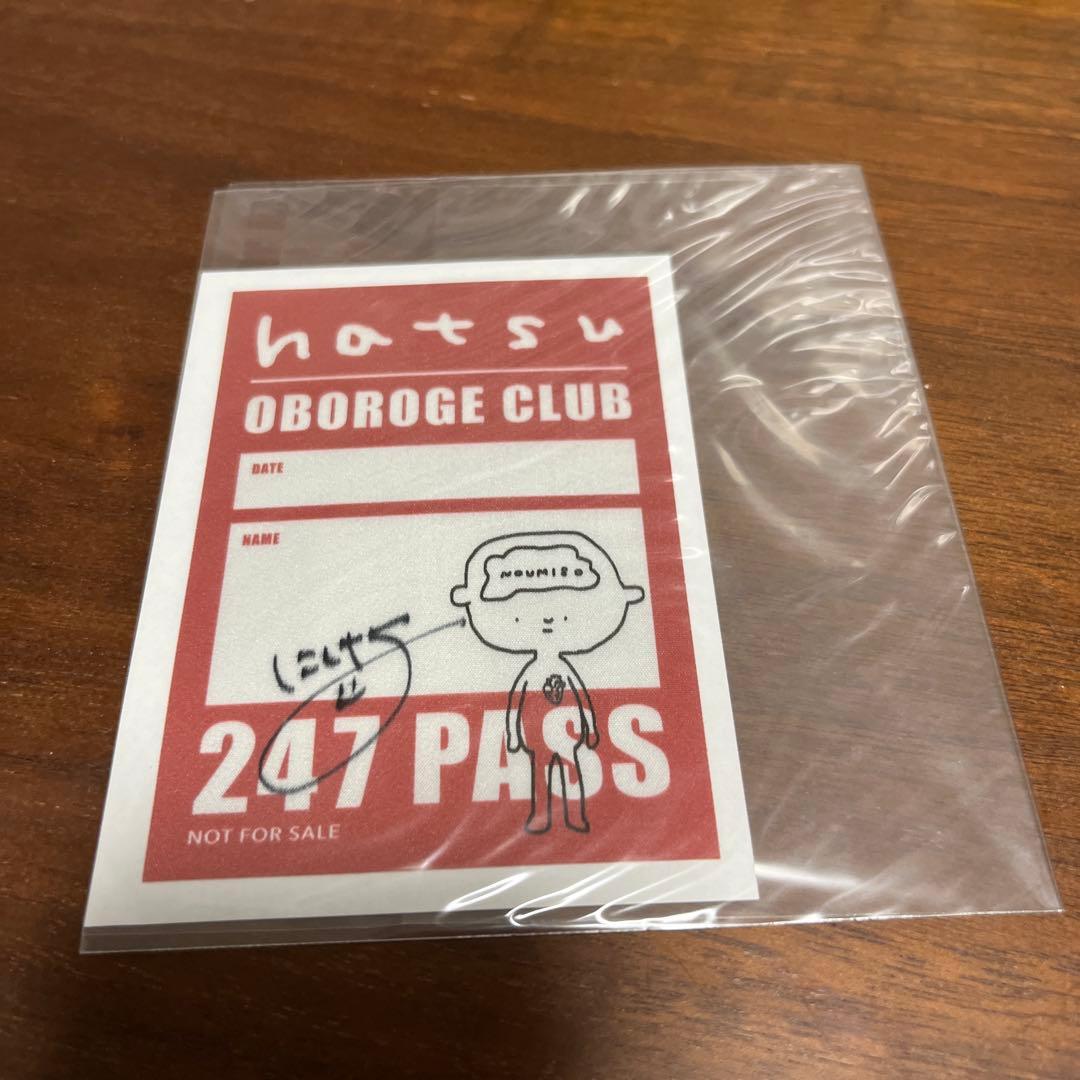 hatsu
OBOROGE CLUB
DATE
NAME
NOUMISO
247 PASS
NOT FOR SALE